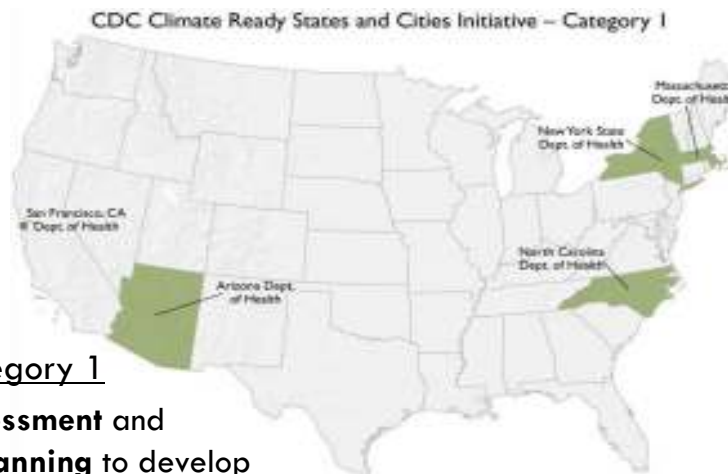 CDC Climate Ready States and Cities Initiative – Category 1
Massachusetts
Dept. of Health
New York State
Dept. of Health
San Francisco, CA
Dept. of Health
North Carolina
Dept. of Health
Arizona Dept.
of Health
egory 1
essment and
anning to develop